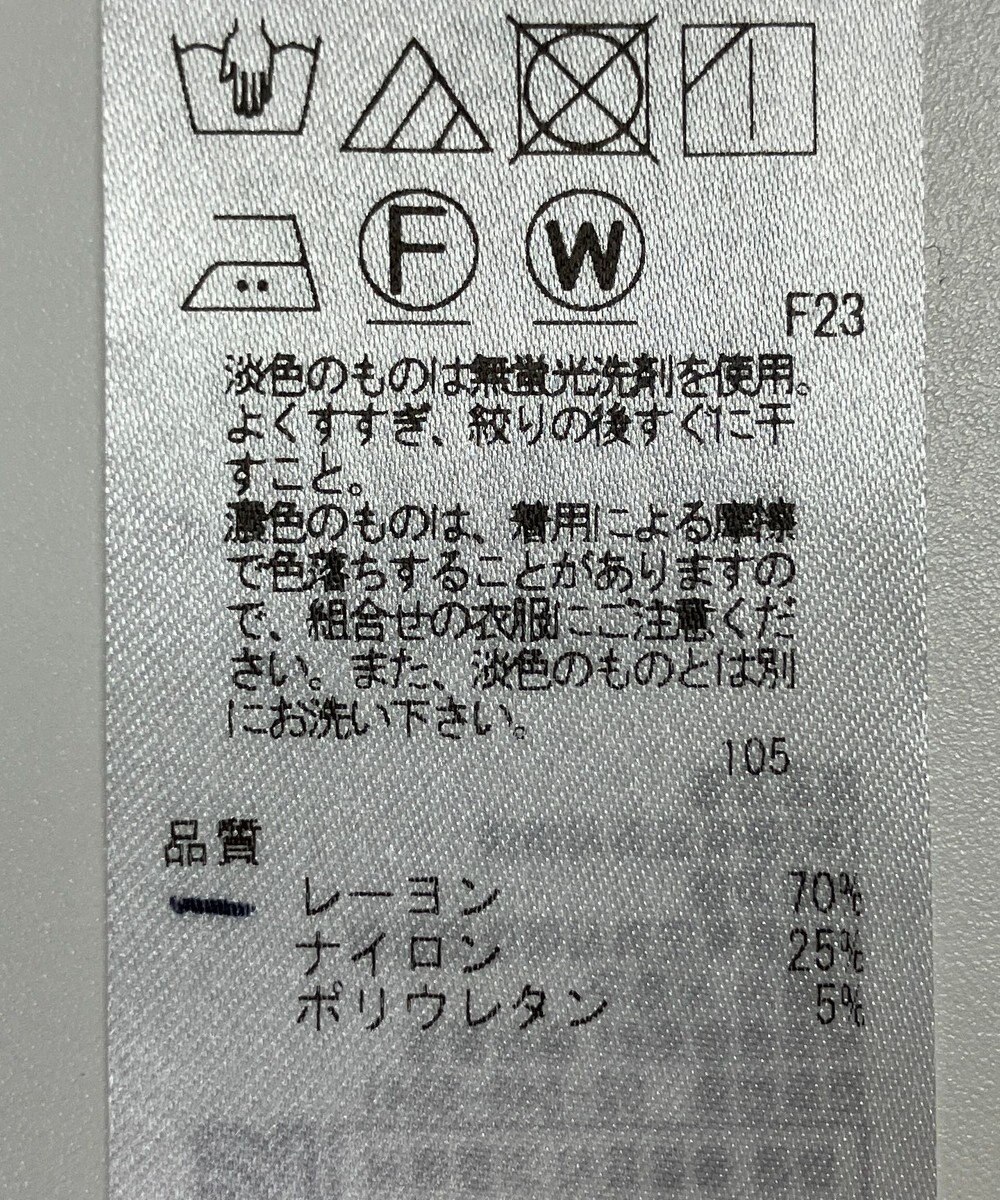 F W
F23
淡色のものは無蛍光洗剤を使用。
よくすすぎ、絞りの後すぐに干
すこと。
濃色のものは、着用による摩擦
で色落ちすることがありますの
で、組合せの衣服にご注意くだ
さい。また、淡色のものとは別
にお洗い下さい。
105
品質
レーヨン 70%
ナイロン 25%
ポリウレタン 5%